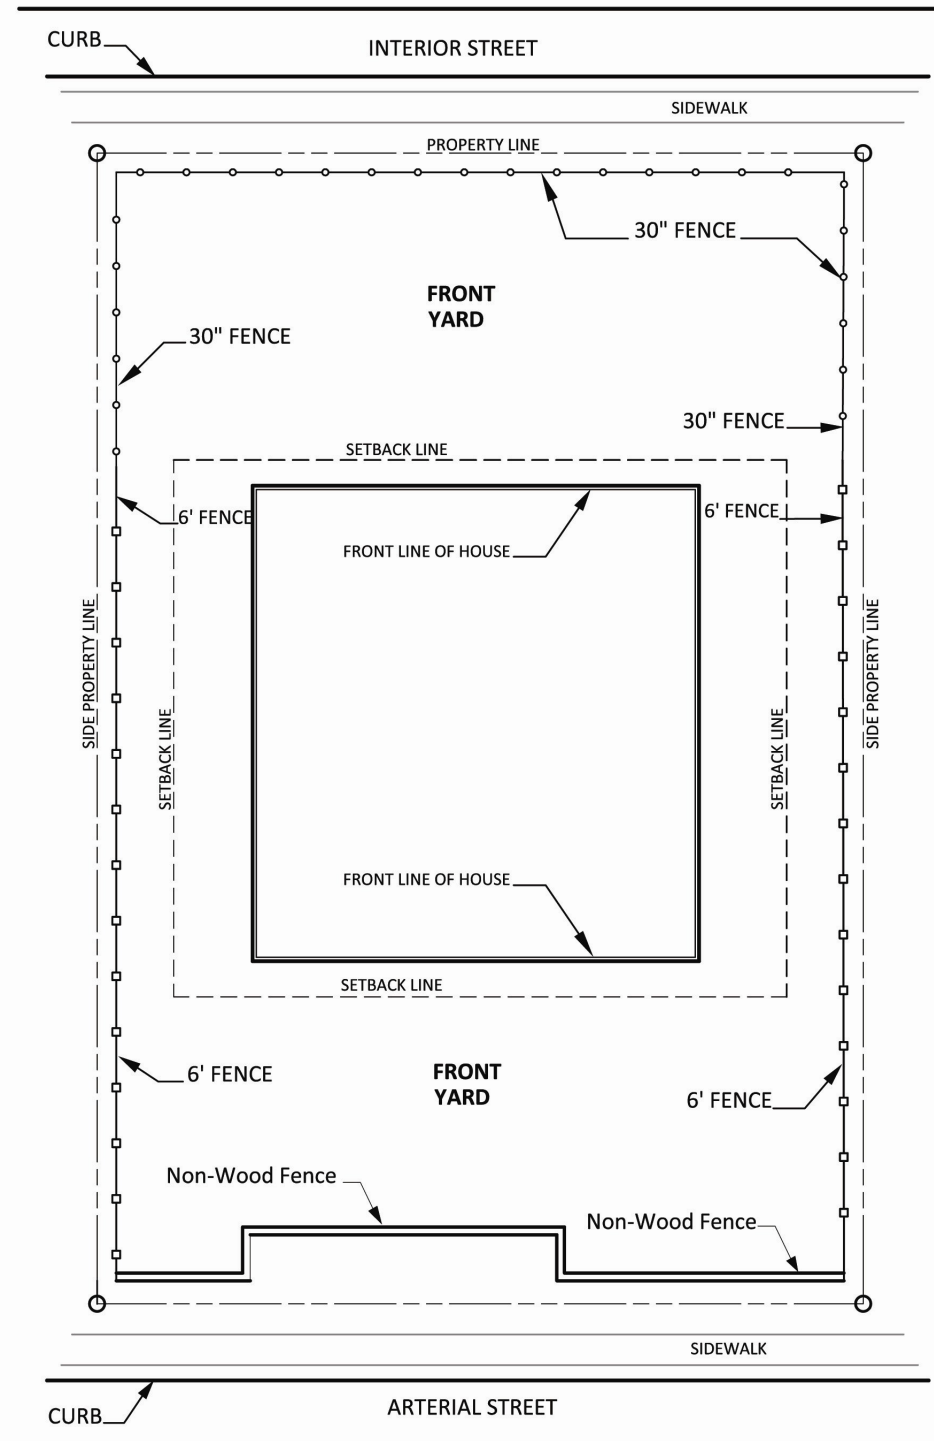 CURB
INTERIOR STREET
SIDEWALK
PROPERTY LINE
30" FENCE
FRONT
YARD
30" FENCE
30" FENCE
SETBACK LINE
6' FENCE
6' FENCE
FRONT LINE OF HOUSE
SIDE PROPERTY LINE
SETBACK LINE
SETBACK LINE
SIDE PROPERTY LINE
FRONT LINE OF HOUSE
SETBACK LINE
6' FENCE
FRONT
YARD
6' FENCE
Non-Wood Fence
Non-Wood Fence
SIDEWALK
ARTERIAL STREET
CURB